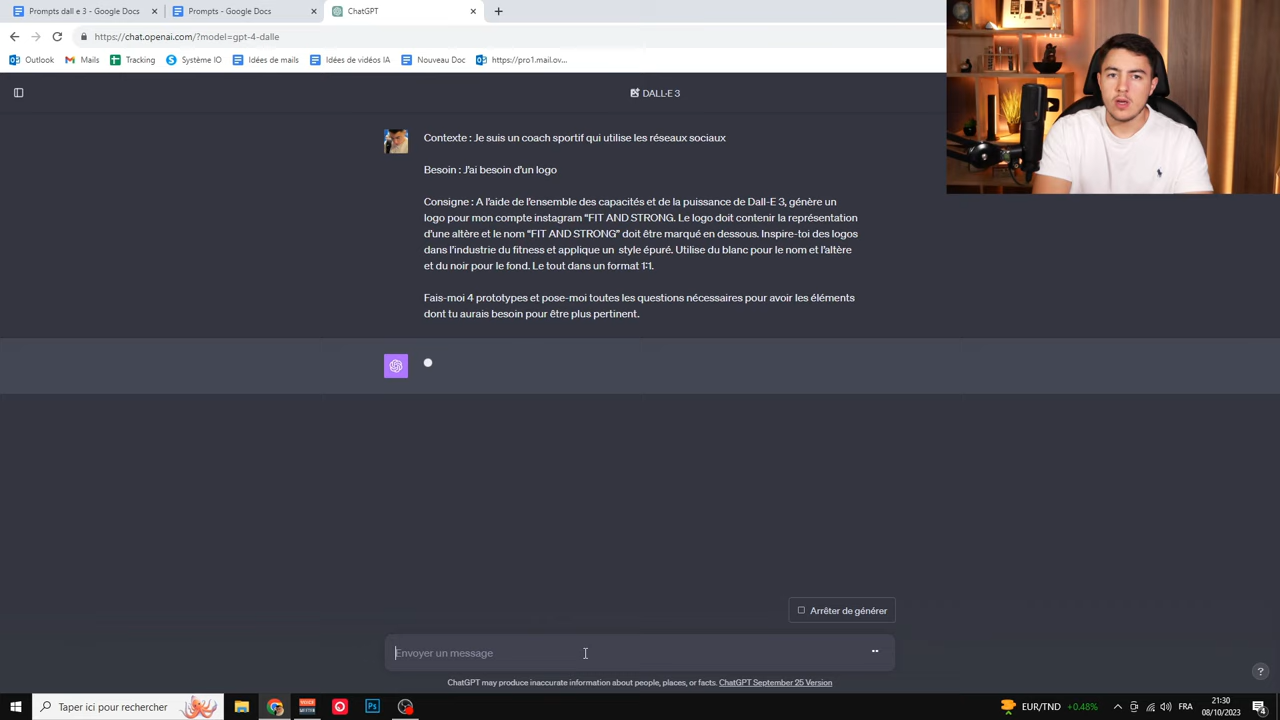 Prompts dall e 3 - Google Docs
Prompts - Google Docs
ChatGPT
https://chat.openai.com/?model=gpt-4-dalle
Outlook
Mails
Tracking
Système IO
Idées de mails
Idées de vidéos IA
Nouveau Doc
https://pro1.mail.ov...
DALL·E 3
Contexte : Je suis un coach sportif qui utilise les réseaux sociaux
Besoin : J'ai besoin d'un logo
Consigne : A l'aide de l'ensemble des capacités et de la puissance de Dall-E 3, génère un
logo pour mon compte instagram “FIT AND STRONG. Le logo doit contenir la représentation
d'une altère et le nom “FIT AND STRONG” doit être marqué en dessous. Inspire-toi des logos
dans l'industrie du fitness et applique un style épuré. Utilise du blanc pour le nom et l'altère
et du noir pour le fond. Le tout dans un format 1:1.
Fais-moi 4 prototypes et pose-moi toutes les questions nécessaires pour avoir les éléments
dont tu aurais besoin pour être plus pertinent.
Arrêter de générer
Envoyer un message
ChatGPT may produce inaccurate information about people, places, or facts. ChatGPT September 25 Version
?
Taper ici pour rechercher
EUR/TND +0.48%
FRA
21:30
08/10/2023